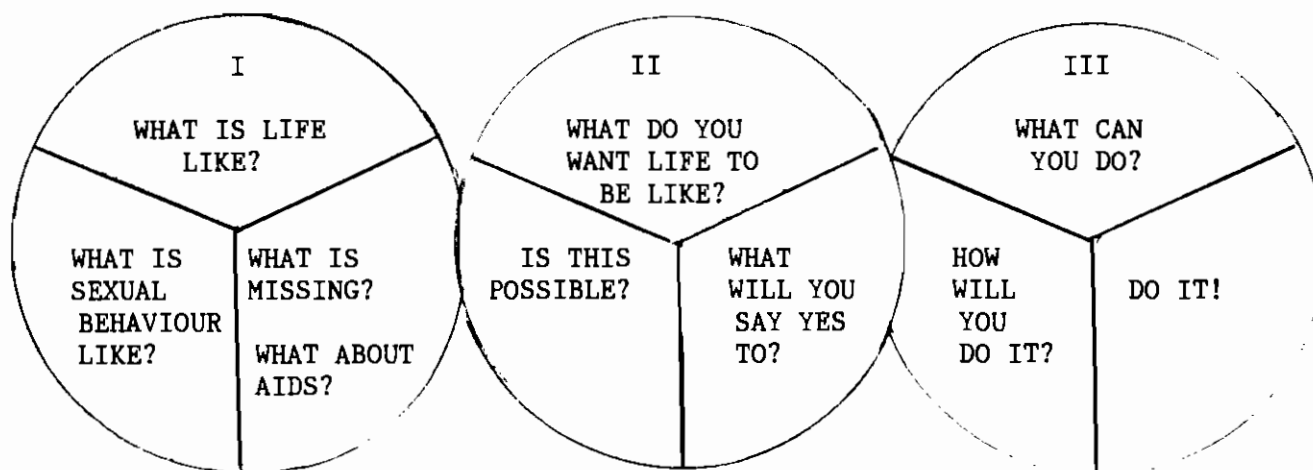 I
WHAT IS LIFE
LIKE?
WHAT IS
SEXUAL
BEHAVIOUR
LIKE?
WHAT IS
MISSING?
WHAT ABOUT
AIDS?
II
WHAT DO YOU
WANT LIFE TO
BE LIKE?
IS THIS
POSSIBLE?
WHAT
WILL YOU
SAY YES
TO?
III
WHAT CAN
YOU DO?
HOW
WILL
YOU
DO IT?
DO IT!